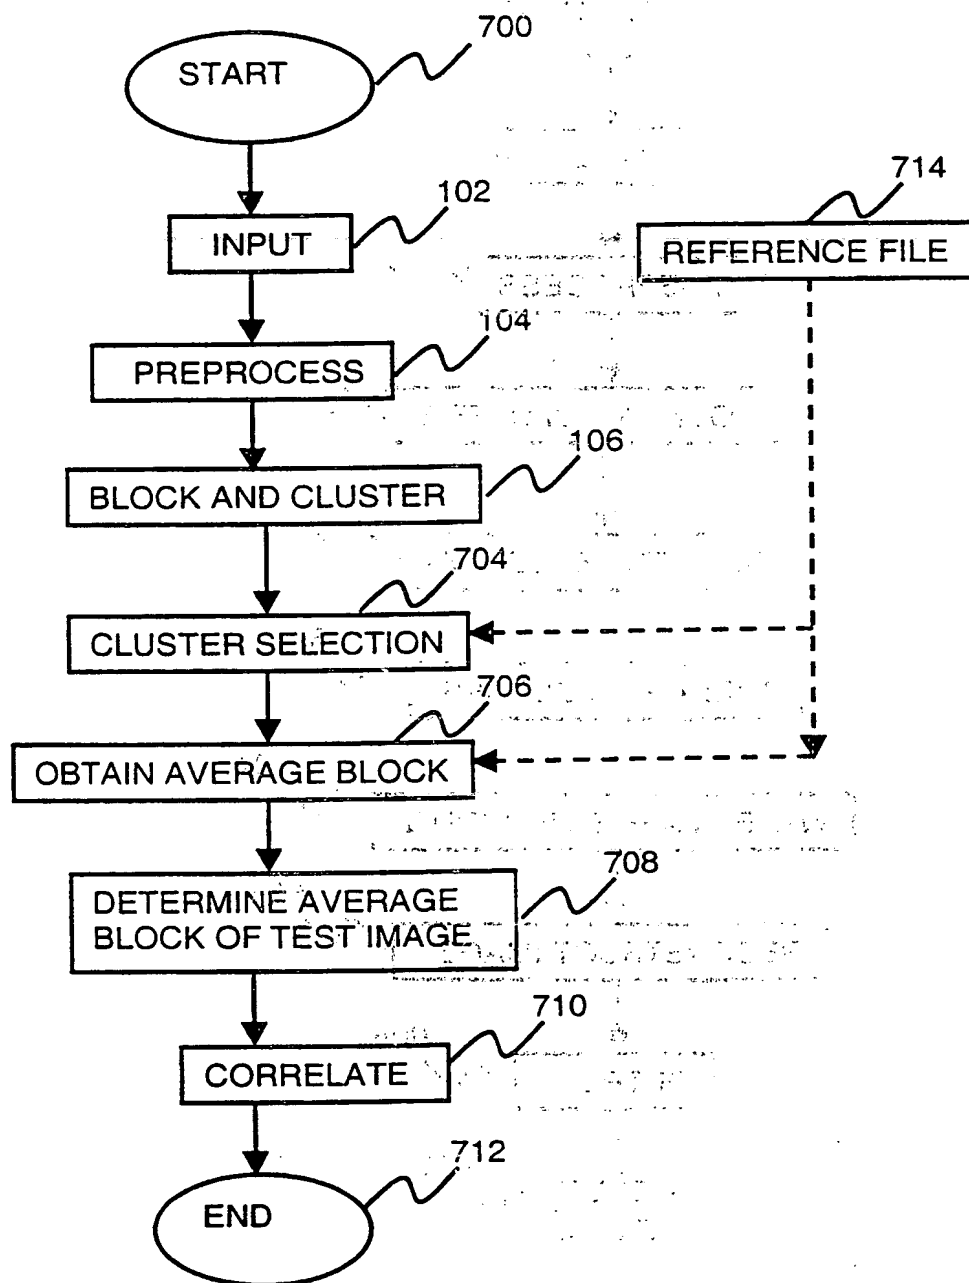 700
START
102
INPUT
714
REFERENCE FILE
104
PREPROCESS
106
BLOCK AND CLUSTER
704
CLUSTER SELECTION
706
OBTAIN AVERAGE BLOCK
708
DETERMINE AVERAGE
BLOCK OF TEST IMAGE
710
CORRELATE
712
END